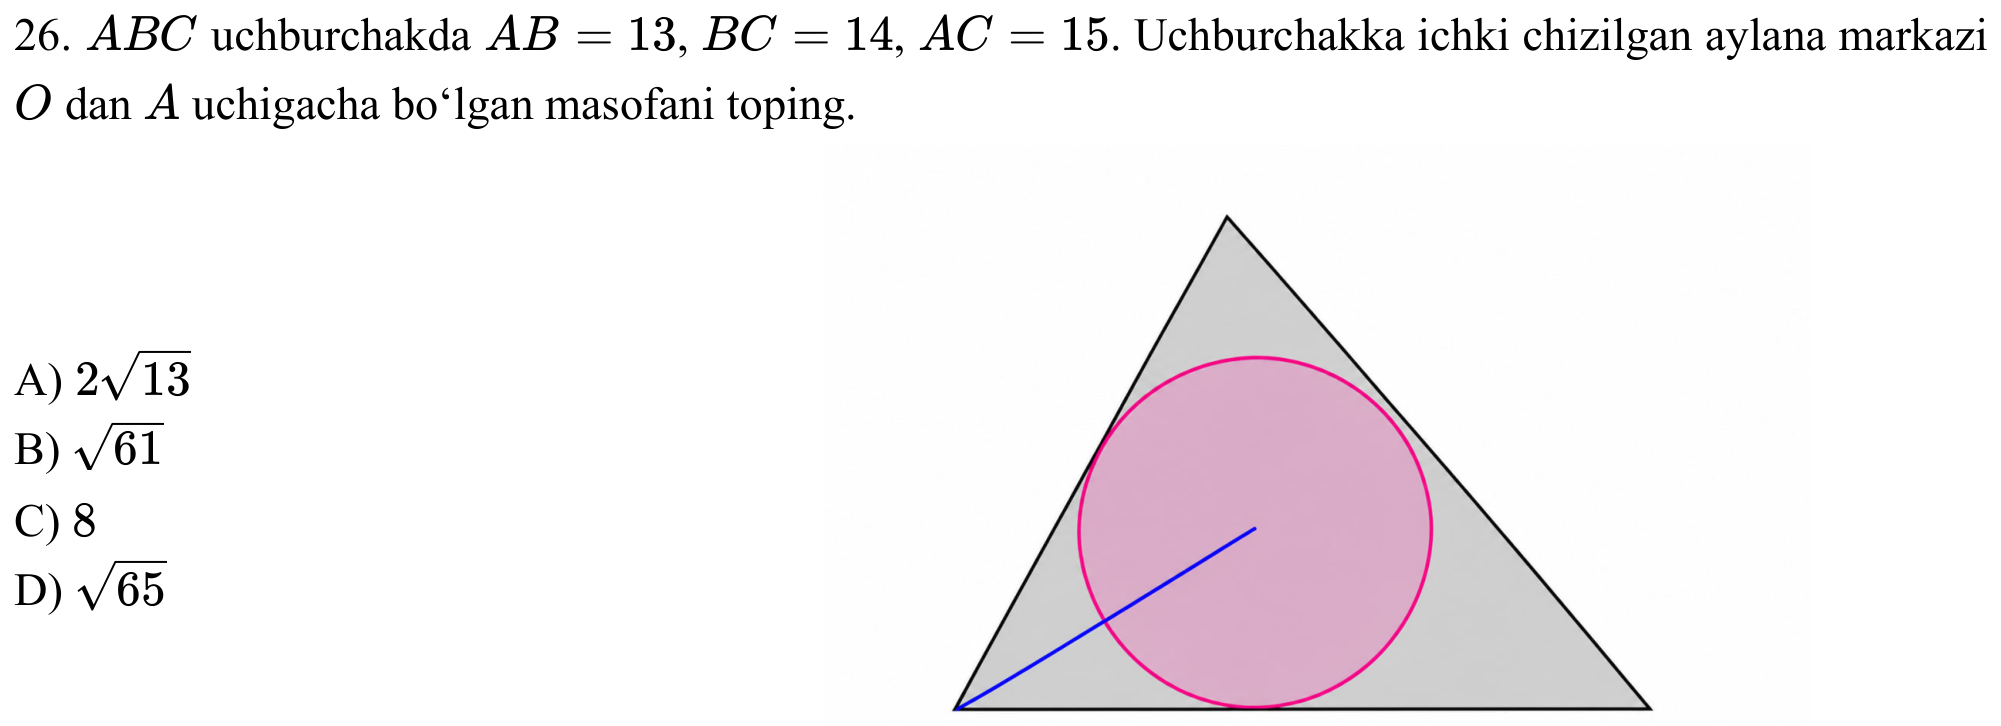 26. ABC uchburchakda AB = 13, BC = 14, AC = 15. Uchburchakka ichki chizilgan aylana markazi
O dan A uchigacha bo‘lgan masofani toping.
A) 2√13
B) √61
C) 8
D) √65